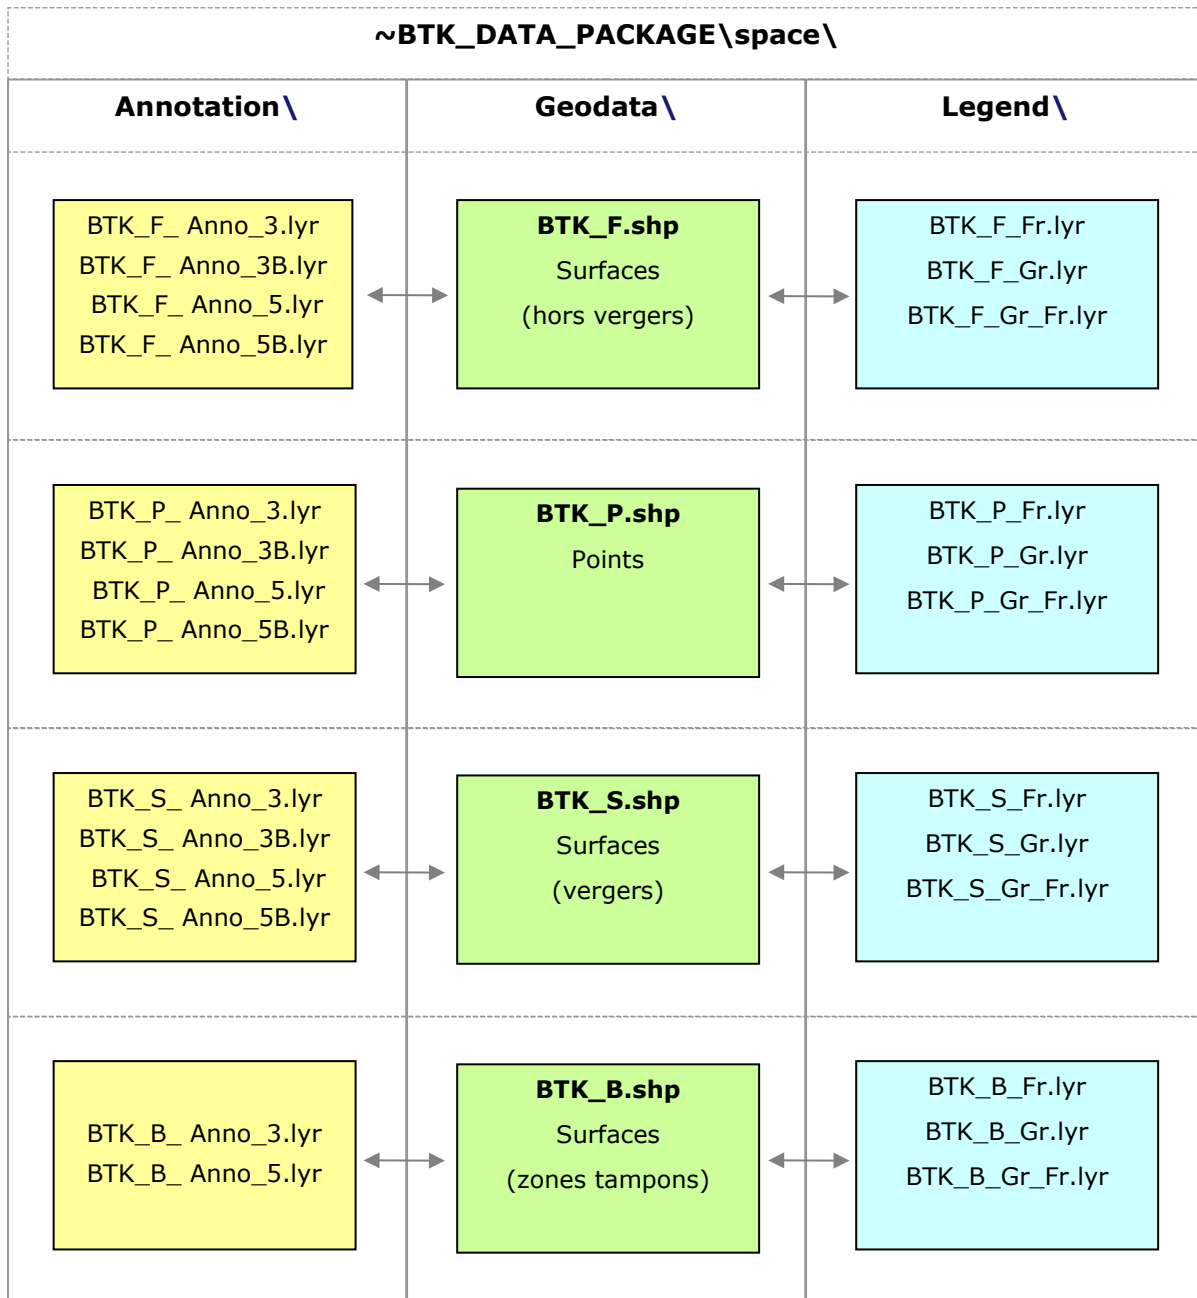 ~BTK_DATA_PACKAGE\space\
Annotation\
Geodata\
Legend\
BTK_F_ Anno_3.lyr
BTK_F_ Anno_3B.lyr
BTK_F_ Anno_5.lyr
BTK_F_ Anno_5B.lyr
BTK_F.shp
Surfaces
(hors vergers)
BTK_F_Fr.lyr
BTK_F_Gr.lyr
BTK_F_Gr_Fr.lyr
BTK_P_ Anno_3.lyr
BTK_P_ Anno_3B.lyr
BTK_P_ Anno_5.lyr
BTK_P_ Anno_5B.lyr
BTK_P.shp
Points
BTK_P_Fr.lyr
BTK_P_Gr.lyr
BTK_P_Gr_Fr.lyr
BTK_S_ Anno_3.lyr
BTK_S_ Anno_3B.lyr
BTK_S_ Anno_5.lyr
BTK_S_ Anno_5B.lyr
BTK_S.shp
Surfaces
(vergers)
BTK_S_Fr.lyr
BTK_S_Gr.lyr
BTK_S_Gr_Fr.lyr
BTK_B_ Anno_3.lyr
BTK_B_ Anno_5.lyr
BTK_B.shp
Surfaces
(zones tampons)
BTK_B_Fr.lyr
BTK_B_Gr.lyr
BTK_B_Gr_Fr.lyr